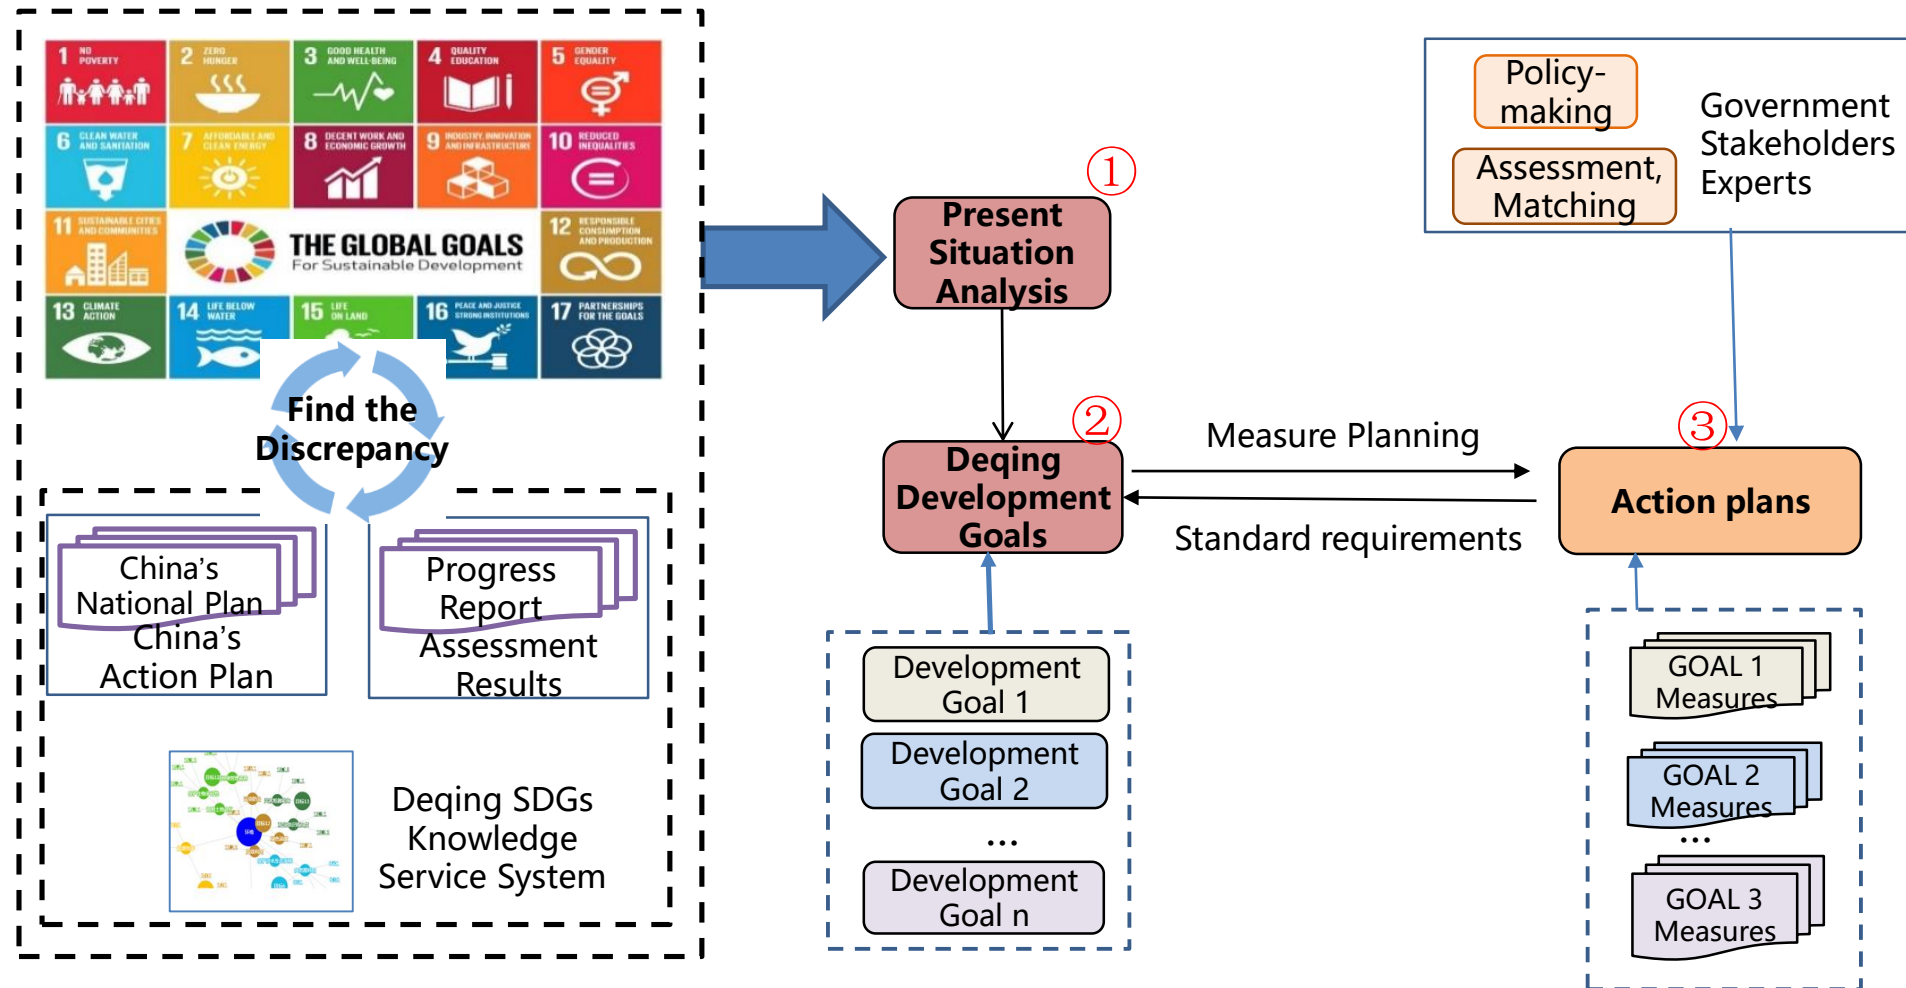 1 NO
POVERTY
2 ZERO
HUNGER
3 GOOD HEALTH
AND WELL-BEING
4 QUALITY
EDUCATION
5 GENDER
EQUALITY
6 CLEAN WATER
AND SANITATION
7 AFFORDABLE AND
CLEAN ENERGY
8 DECENT WORK AND
ECONOMIC GROWTH
9 INDUSTRY, INNOVATION
AND INFRASTRUCTURE
10 REDUCED
INEQUALITIES
11 SUSTAINABLE CITIES
AND COMMUNITIES
THE GLOBAL GOALS
For Sustainable Development
12 RESPONSIBLE
CONSUMPTION
AND PRODUCTION
13 CLIMATE
ACTION
14 LIFE BELOW
WATER
15 LIFE
ON LAND
16 PEACE AND JUSTICE
STRONG INSTITUTIONS
17 PARTNERSHIPS
FOR THE GOALS
Find the
Discrepancy
China's
National Plan
China's
Action Plan
Progress
Report
Assessment
Results
Deqing SDGs
Knowledge
Service System
①
Present
Situation
Analysis
②
Deqing
Development
Goals
Measure Planning
Standard requirements
Development
Goal 1
Development
Goal 2
...
Development
Goal n
Policy-
making
Assessment,
Matching
Government
Stakeholders
Experts
③
Action plans
GOAL 1
Measures
GOAL 2
Measures
...
GOAL 3
Measures